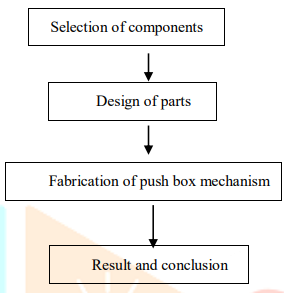 Selection of components
Design of parts
Fabrication of push box mechanism
Result and conclusion